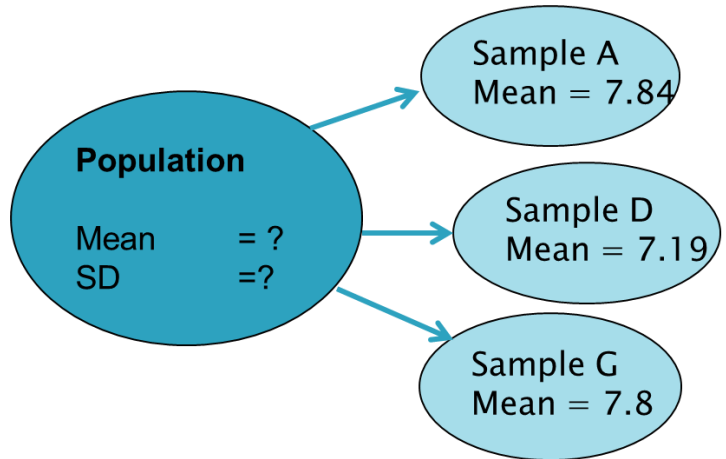 Population
Mean = ?
SD =?
Sample A
Mean = 7.84
Sample D
Mean = 7.19
Sample G
Mean = 7.8